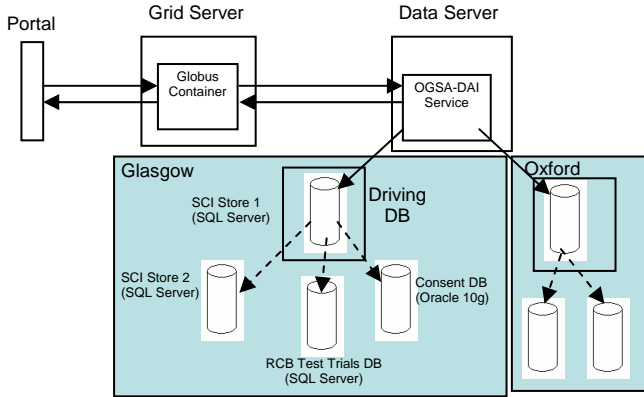 Portal
Grid Server
Data Server
Globus
Container
OGSA-DAI
Service
Glasgow
Oxford
SCI Store 1
(SQL Server)
Driving
DB
SCI Store 2
(SQL Server)
Consent DB
(Oracle 10g)
RCB Test Trials DB
(SQL Server)